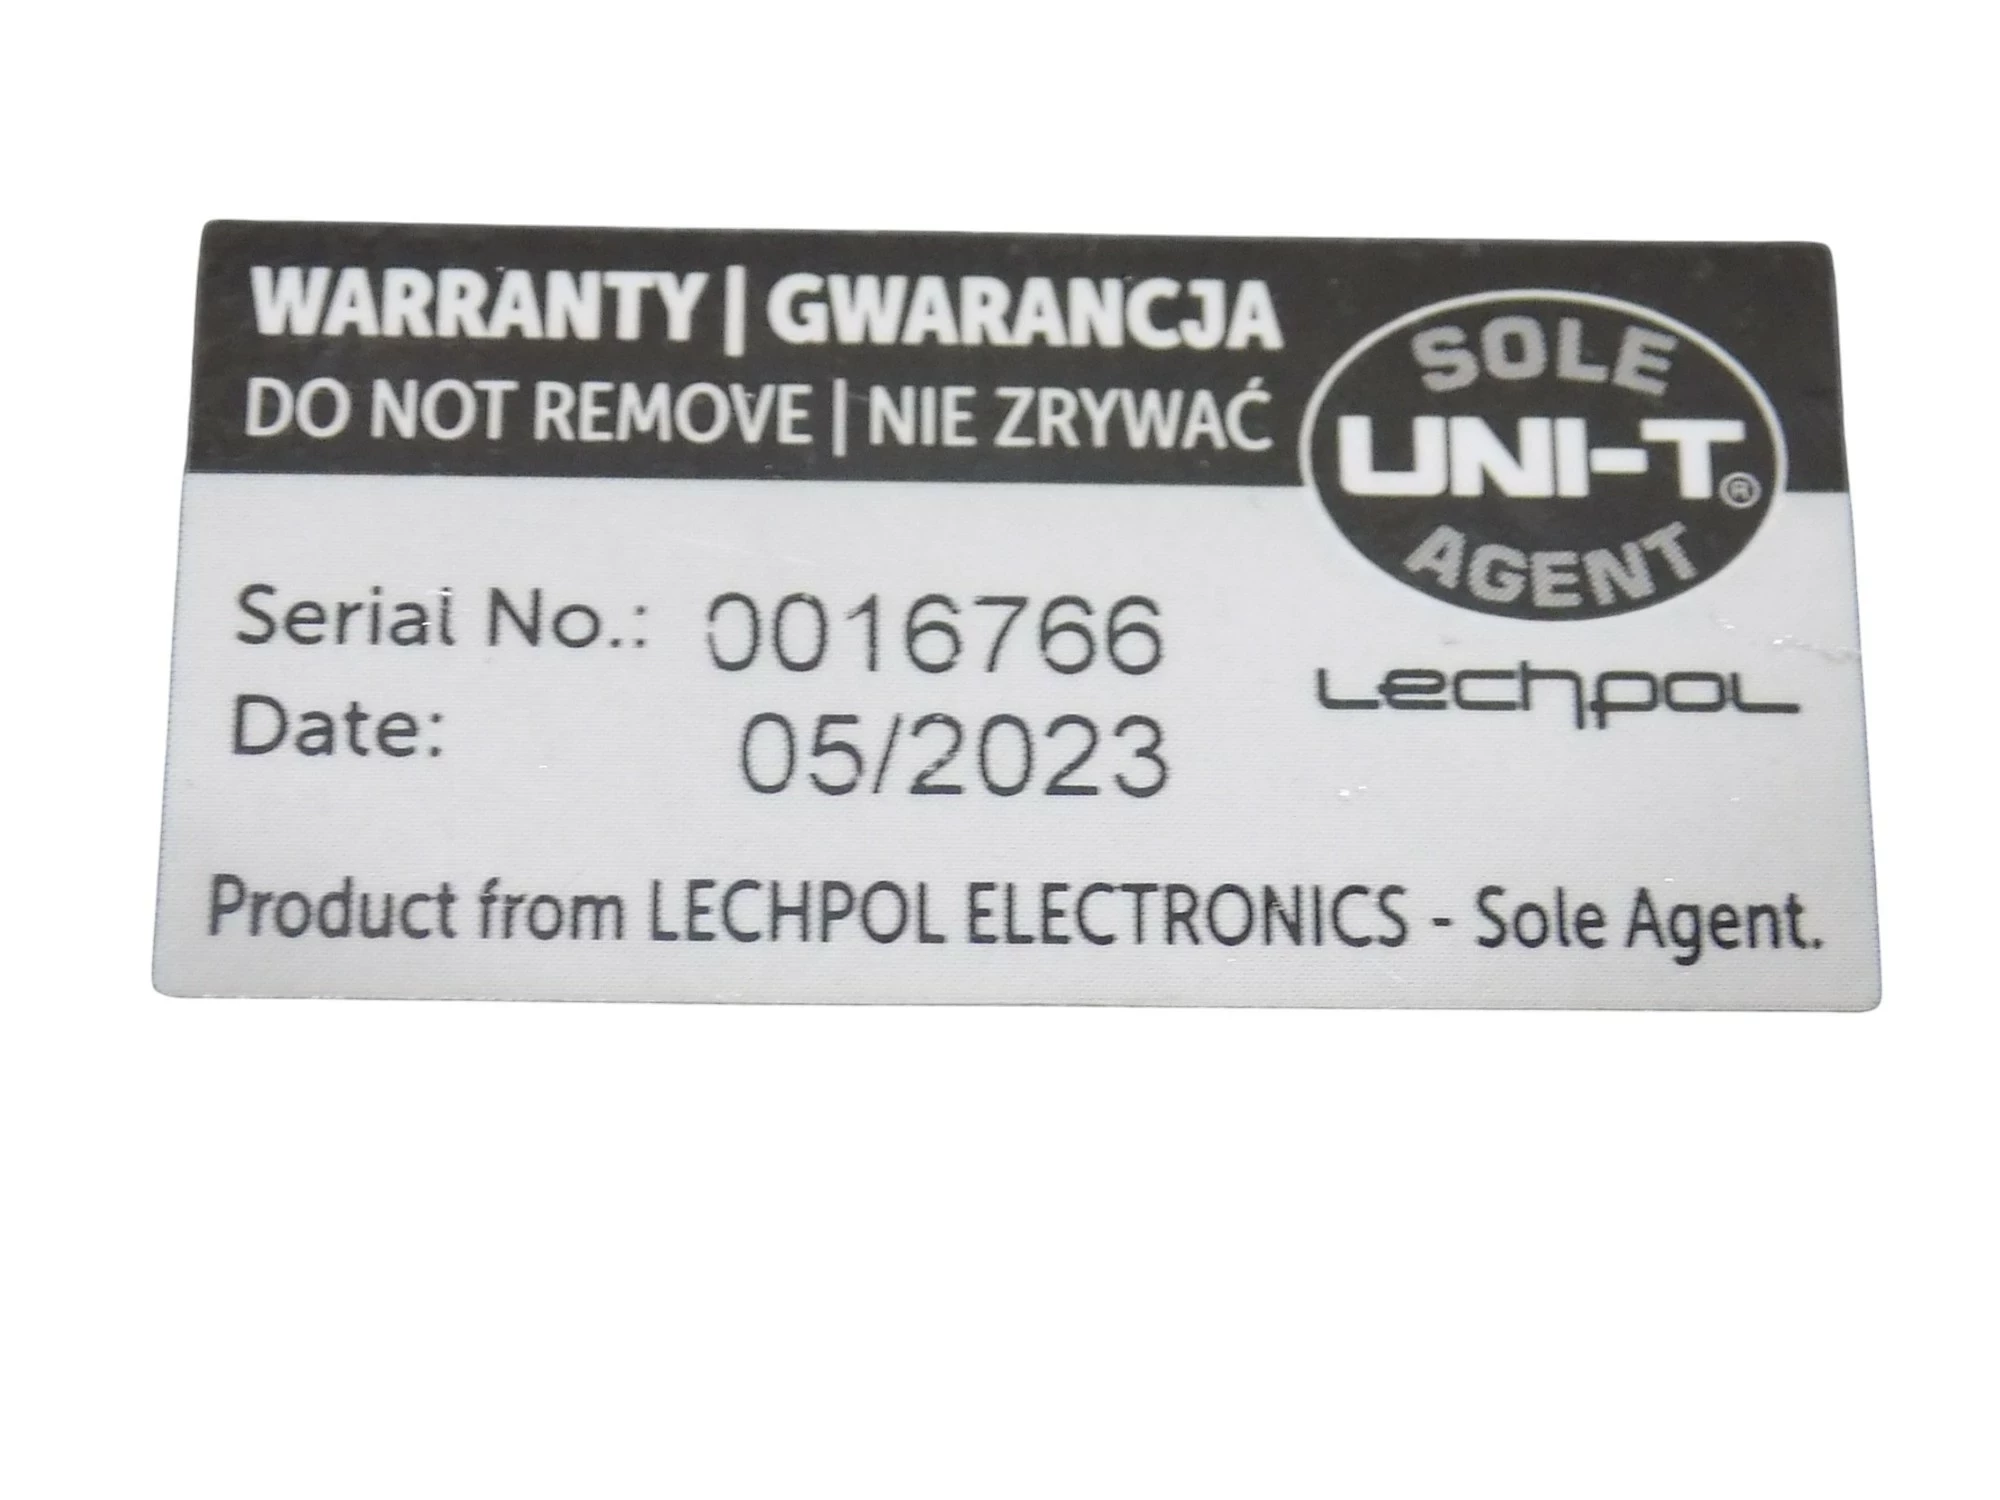 WARRANTY | GWARANCJA
DO NOT REMOVE | NIE ZRYWAĆ
SOLE
UNI-T®
AGENT
Serial No.: 0016766
Lechpol
Date: 05/2023
Product from LECHPOL ELECTRONICS - Sole Agent.